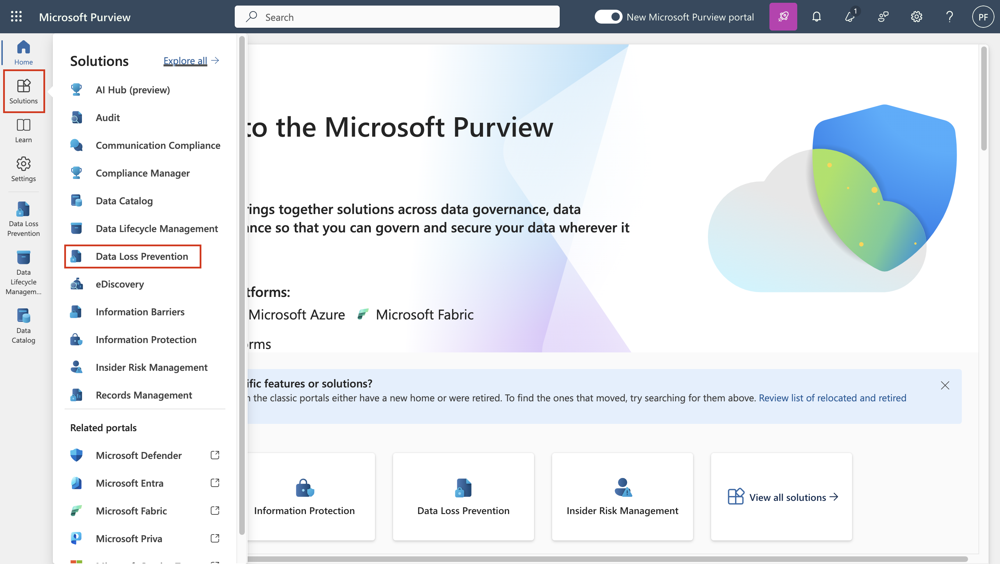 Microsoft Purview
Search
New Microsoft Purview portal
1
PF
Home
Solutions
Learn
Settings
Data Loss
Prevention
Data
Lifecycle
Managem...
Data
Catalog
Solutions
Explore all
AI Hub (preview)
Audit
Communication Compliance
Compliance Manager
Data Catalog
Data Lifecycle Management
Data Loss Prevention
eDiscovery
Information Barriers
Information Protection
Insider Risk Management
Records Management
Related portals
Microsoft Defender
Microsoft Entra
Microsoft Fabric
Microsoft Priva
to the Microsoft Purview
rings together solutions across data governance, data
ance so that you can govern and secure your data wherever it
tforms:
Microsoft Azure
Microsoft Fabric
orms
ific features or solutions?
n the classic portals either have a new home or were retired. To find the ones that moved, try searching for them above. Review list of relocated and retired
Information Protection
Data Loss Prevention
Insider Risk Management
View all solutions